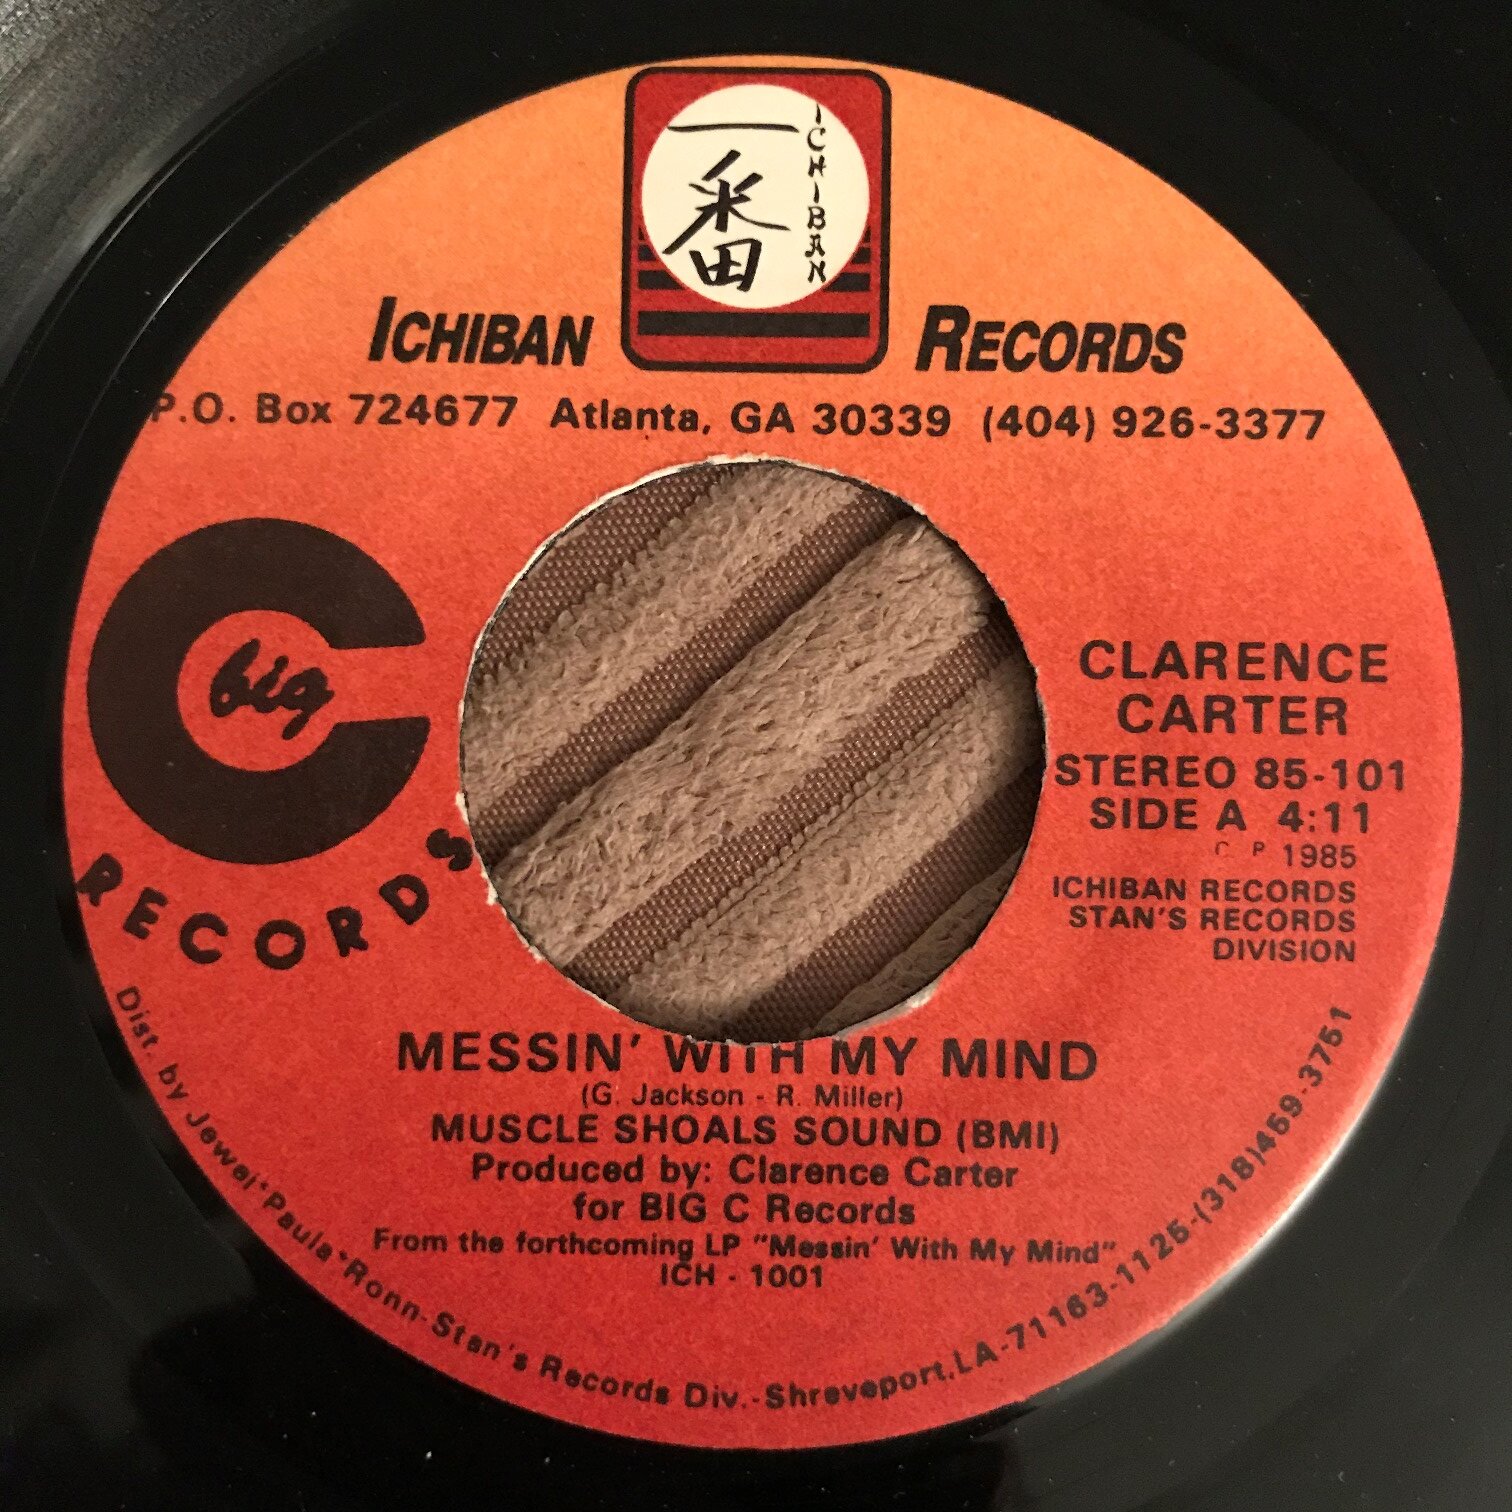 一番
ICHIBAN
ICHIBAN RECORDS
P.O. Box 724677 Atlanta, GA 30339 (404) 926-3377
big
C
RECORDS
CLARENCE
CARTER
STEREO 85-101
SIDE A 4:11
C P 1985
ICHIBAN RECORDS
STAN'S RECORDS
DIVISION
MESSIN' WITH MY MIND
(G. Jackson - R. Miller)
MUSCLE SHOALS SOUND (BMI)
Produced by: Clarence Carter
for BIG C Records
From the forthcoming LP "Messin' With My Mind"
ICH - 1001
Dist. by Jewel*Paula*Ronn-Stan's Records Div.-Shreveport,LA-71163-1125-(318)459-3751